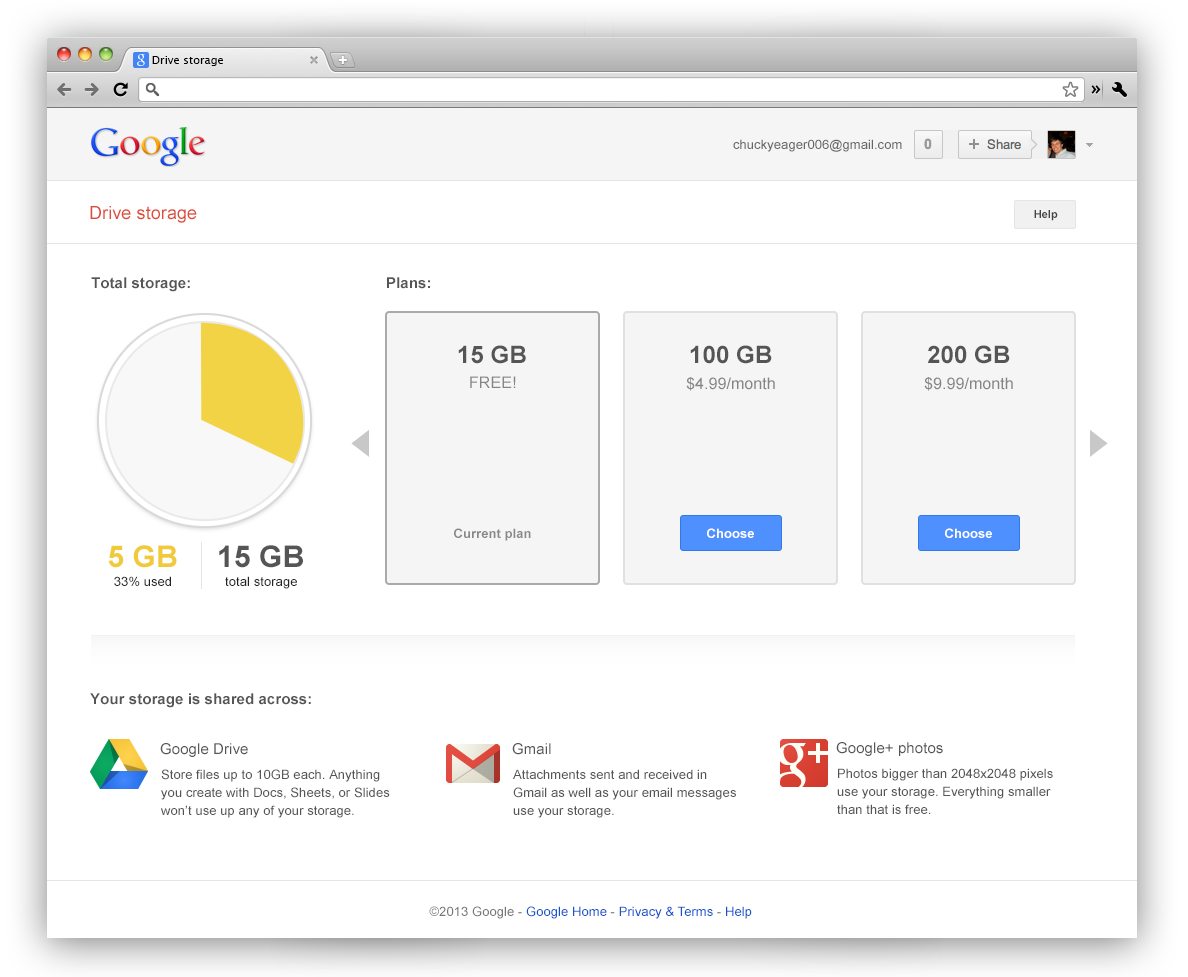 Drive storage
Google
chuckyeager006@gmail.com 0 + Share
Drive storage
Help
Total storage:
Plans:
15 GB
FREE!
Current plan
100 GB
$4.99/month
Choose
200 GB
$9.99/month
Choose
5 GB
33% used
15 GB
total storage
Your storage is shared across:
Google Drive
Store files up to 10GB each. Anything
you create with Docs, Sheets, or Slides
won’t use up any of your storage.
Gmail
Attachments sent and received in
Gmail as well as your email messages
use your storage.
g+
Google+ photos
Photos bigger than 2048x2048 pixels
use your storage. Everything smaller
than that is free.
©2013 Google - Google Home - Privacy & Terms - Help